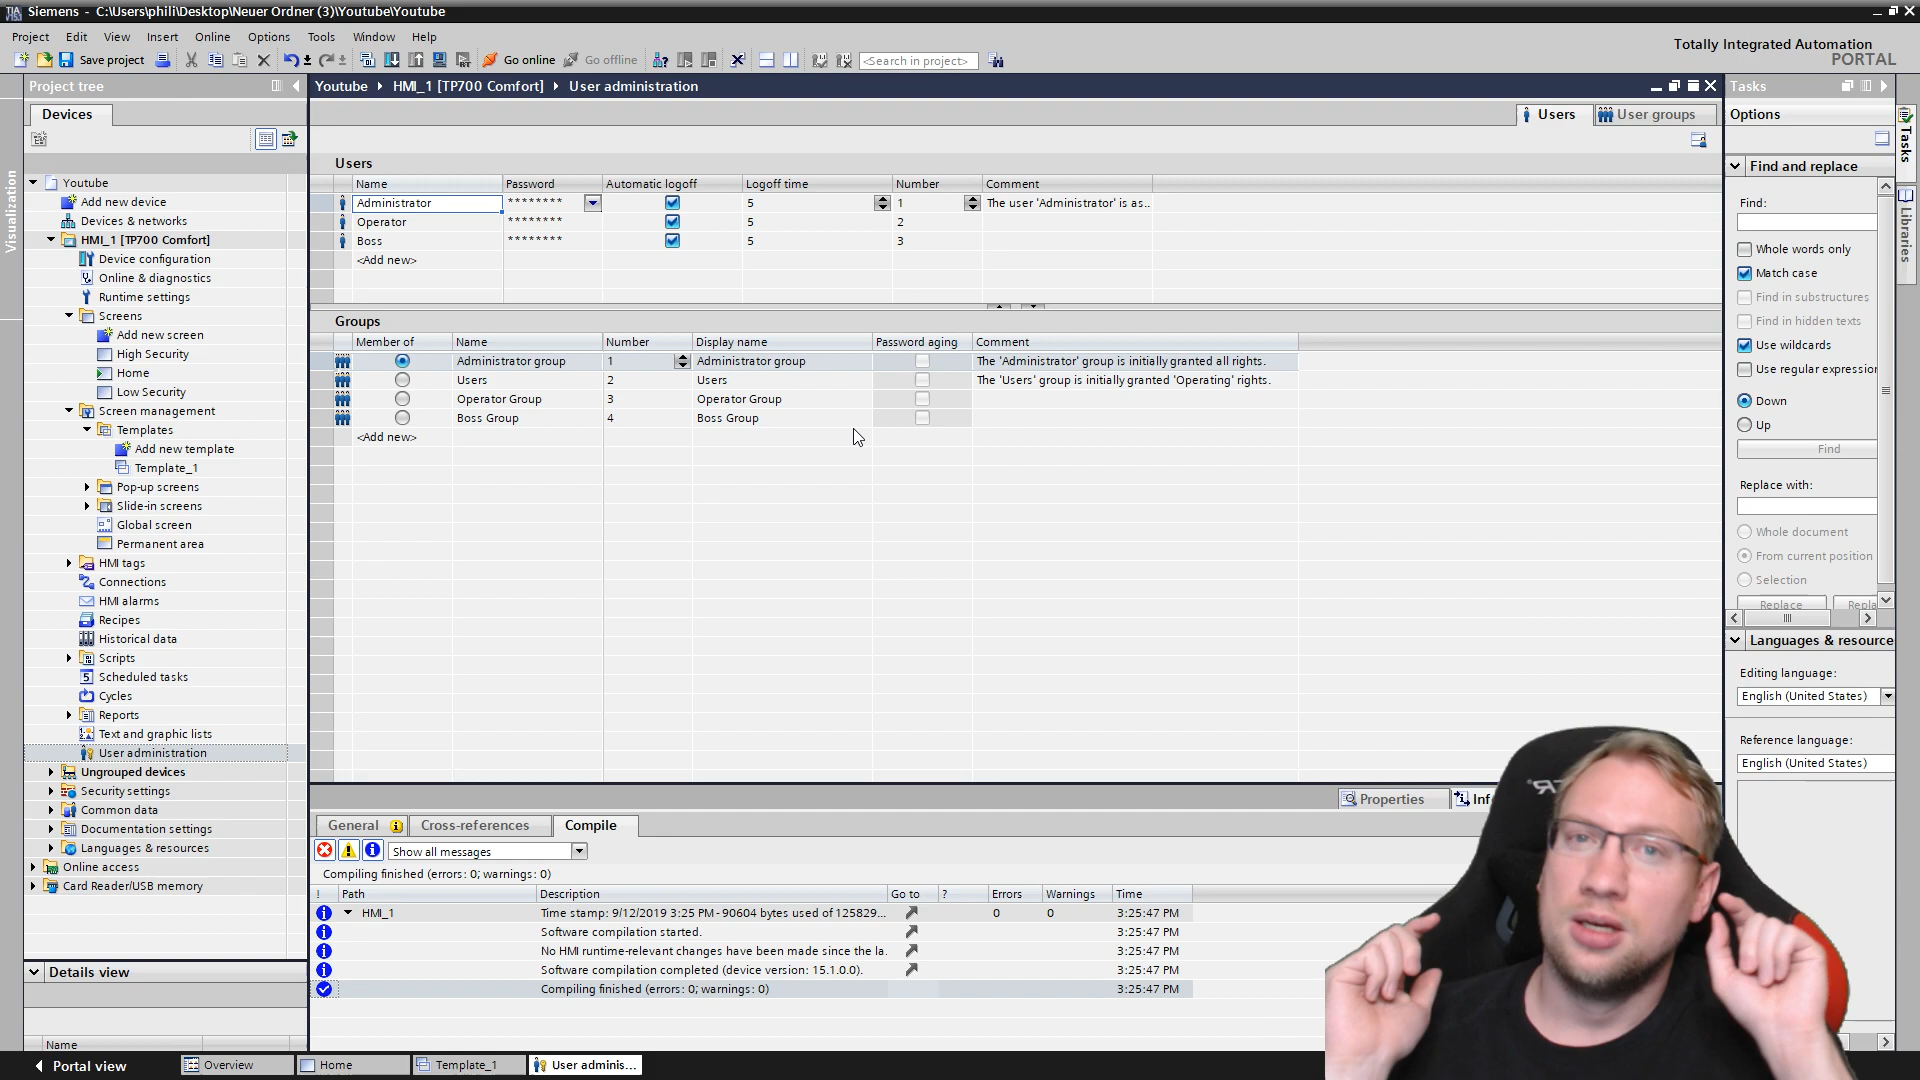 Siemens - C:\Users\phili\Desktop\Neuer Ordner (3)\Youtube\Youtube
Project Edit View Insert Online Options Tools Window Help
Totally Integrated Automation
PORTAL
Save project Go online Go offline <Search in project>
Project tree
Youtube HMI_1 [TP700 Comfort] User administration
Tasks
Devices
Users User groups
Options
Visualization
Youtube
Add new device
Devices & networks
HMI_1 [TP700 Comfort]
Device configuration
Online & diagnostics
Runtime settings
Screens
Add new screen
High Security
Home
Low Security
Screen management
Templates
Add new template
Template_1
Pop-up screens
Slide-in screens
Global screen
Permanent area
HMI tags
Connections
HMI alarms
Recipes
Historical data
Scripts
Scheduled tasks
Cycles
Reports
Text and graphic lists
User administration
Ungrouped devices
Security settings
Common data
Documentation settings
Languages & resources
Online access
Card Reader/USB memory
Details view
Name
Users
Name Password Automatic logoff Logoff time Number Comment
Administrator ******** 5 1 The user 'Administrator' is as..
Operator ******** 5 2
Boss ******** 5 3
<Add new>
Groups
Member of Name Number Display name Password aging Comment
Administrator group 1 Administrator group The 'Administrator' group is initially granted all rights.
Users 2 Users The 'Users' group is initially granted 'Operating' rights.
Operator Group 3 Operator Group
Boss Group 4 Boss Group
<Add new>
Properties Inf
General Cross-references Compile
Show all messages
Compiling finished (errors: 0; warnings: 0)
! Path Description Go to ? Errors Warnings Time
HMI_1 Time stamp: 9/12/2019 3:25 PM - 90604 bytes used of 125829... 0 0 3:25:47 PM
Software compilation started. 3:25:47 PM
No HMI runtime-relevant changes have been made since the la. 3:25:47 PM
Software compilation completed (device version: 15.1.0.0). 3:25:47 PM
Compiling finished (errors: 0; warnings: 0) 3:25:47 PM
Find and replace
Find:
Whole words only
Match case
Find in substructures
Find in hidden texts
Use wildcards
Use regular expression
Down
Up
Find
Replace with:
Whole document
From current position
Selection
Replace Repla
Languages & resource
Editing language:
English (United States)
Reference language:
English (United States)
Tasks
Libraries
Portal view Overview Home Template_1 User adminis...